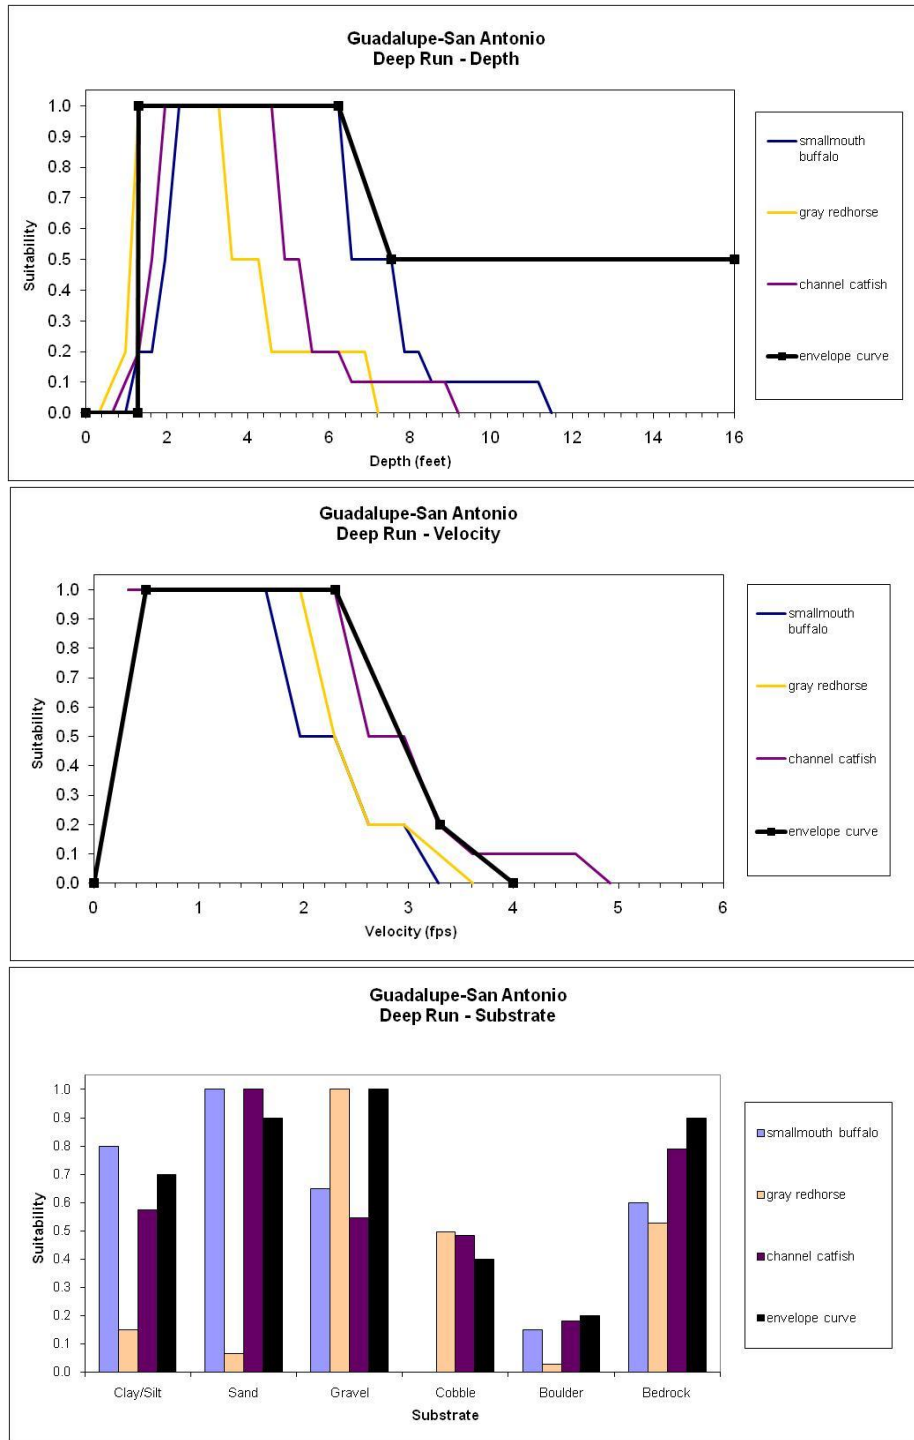 Guadalupe-San Antonio
Deep Run - Depth
1.0
0.9
0.8
0.7
0.6
0.5
0.4
0.3
0.2
0.1
0.0
Suitability
0 2 4 6 8 10 12 14 16
Depth (feet)
smallmouth
buffalo
gray redhorse
channel catfish
envelope curve
Guadalupe-San Antonio
Deep Run - Velocity
1.0
0.9
0.8
0.7
0.6
0.5
0.4
0.3
0.2
0.1
0.0
Suitability
0 1 2 3 4 5 6
Velocity (fps)
smallmouth
buffalo
gray redhorse
channel catfish
envelope curve
Guadalupe-San Antonio
Deep Run - Substrate
1.0
0.9
0.8
0.7
0.6
0.5
0.4
0.3
0.2
0.1
0.0
Suitability
Clay/Silt Sand Gravel Cobble Boulder Bedrock
Substrate
smallmouth buffalo
gray redhorse
channel catfish
envelope curve